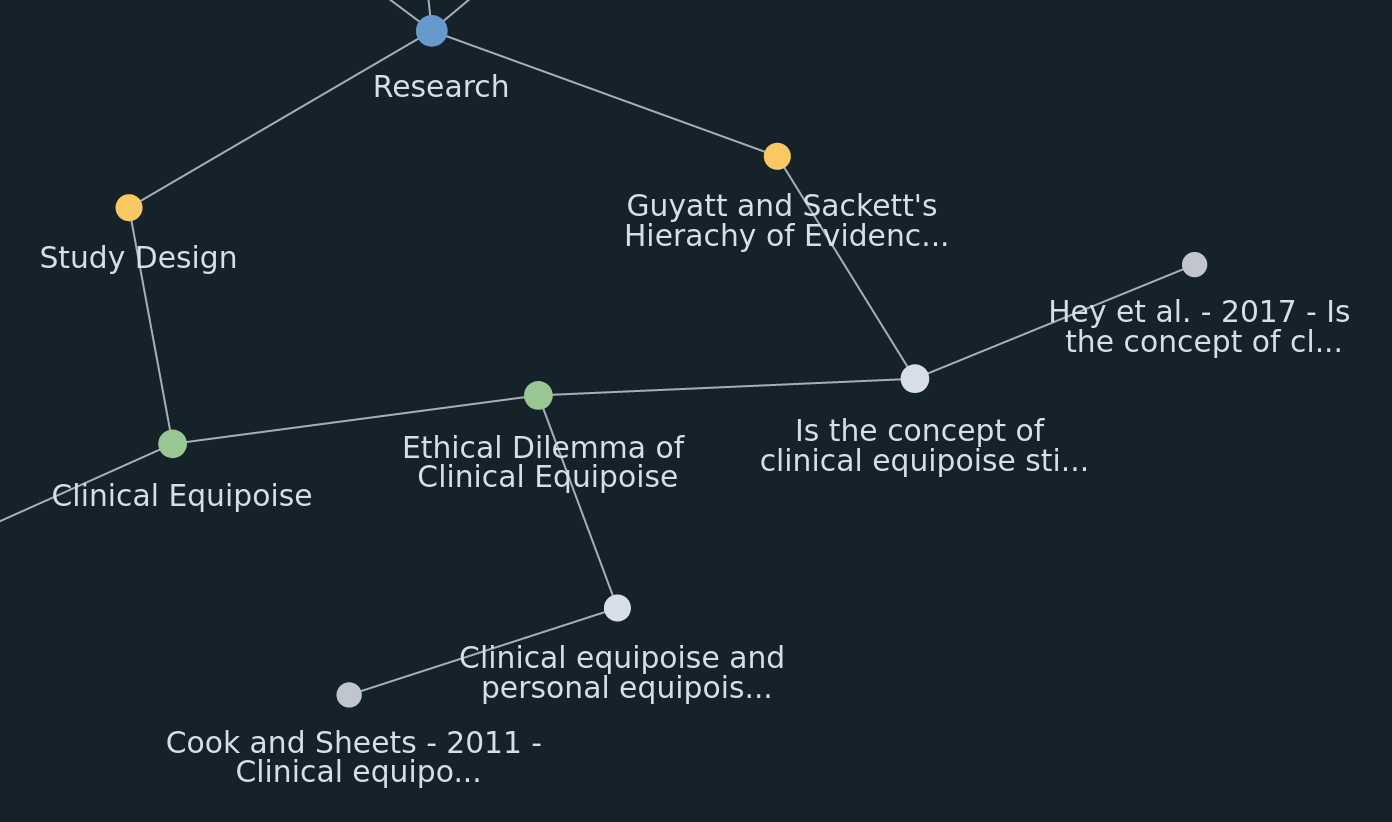 Research
Guyatt and Sackett's
Hierachy of Evidenc...
Study Design
Hey et al. - 2017 - Is
the concept of cl...
Is the concept of
clinical equipoise sti...
Ethical Dilemma of
Clinical Equipoise
Clinical Equipoise
Clinical equipoise and
personal equipois...
Cook and Sheets - 2011 -
Clinical equipo...